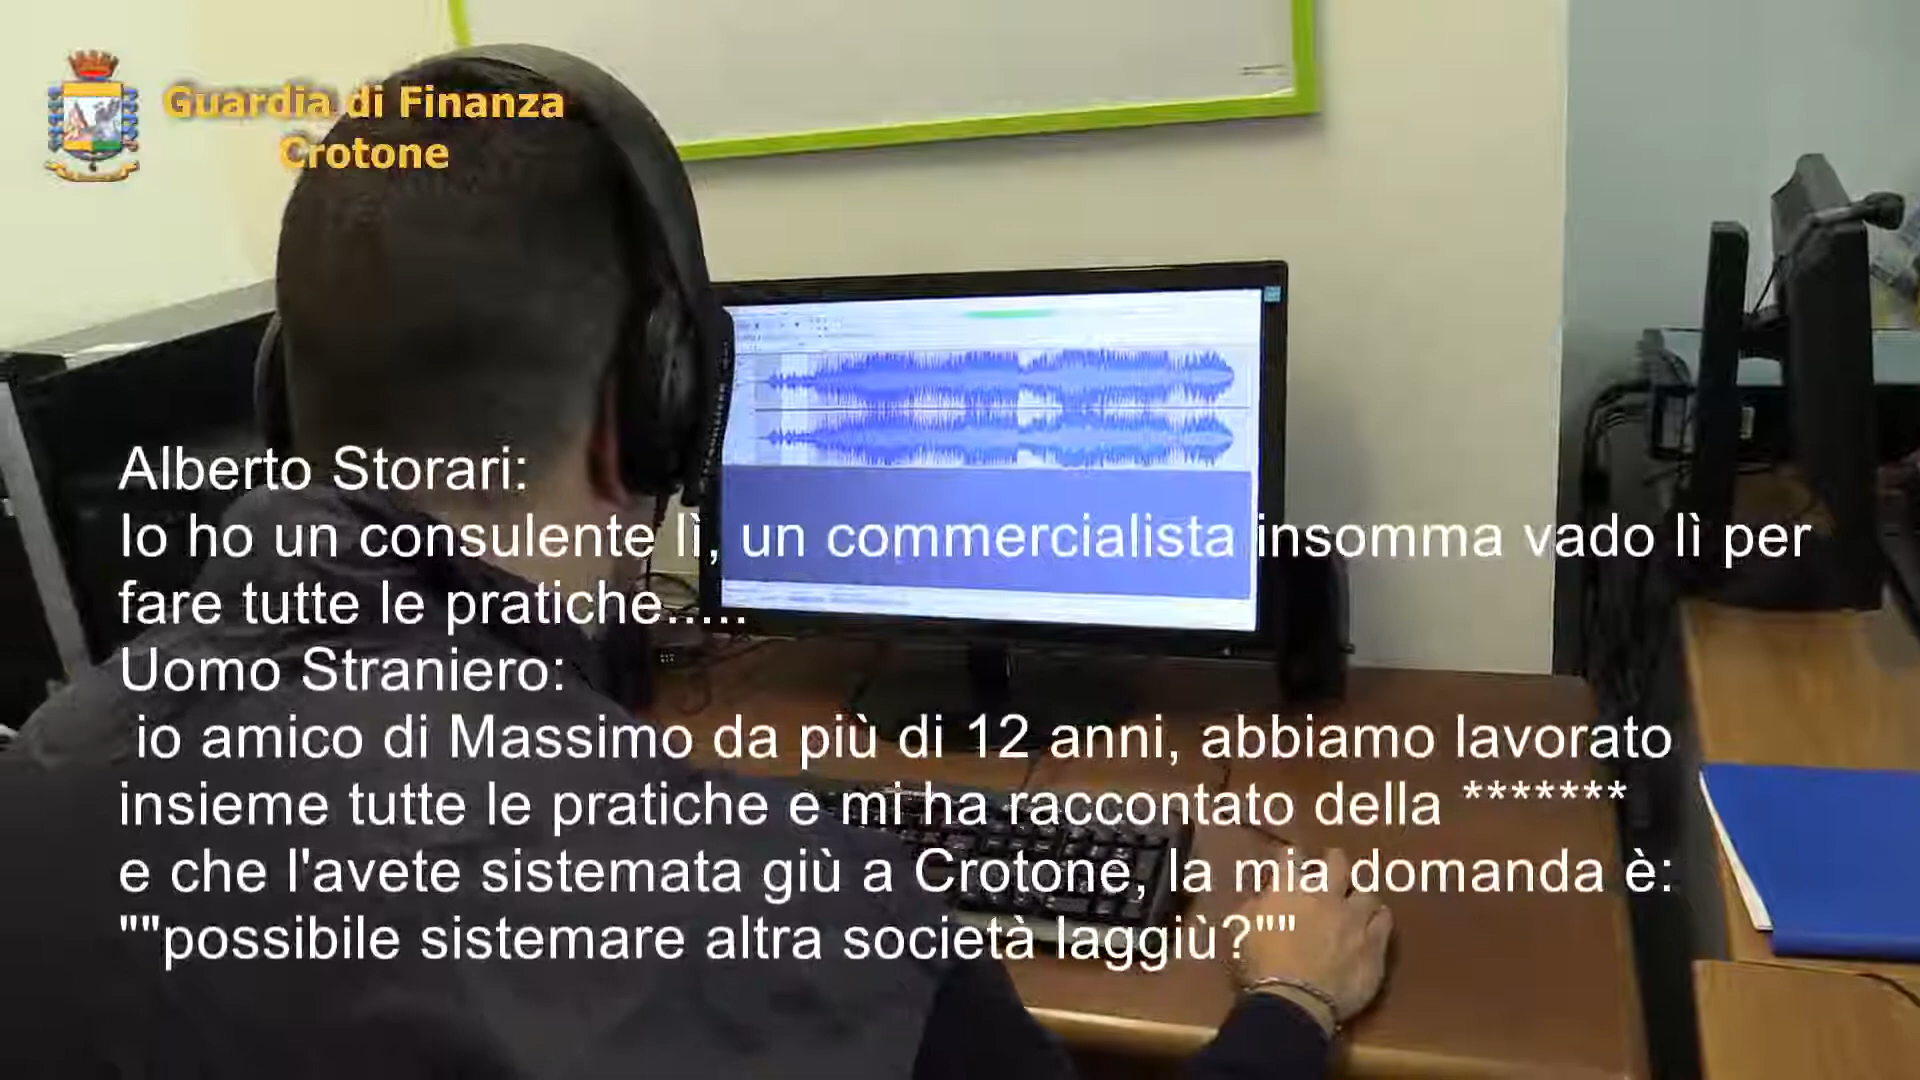 Guardia di Finanza
Crotone
Alberto Storari:
Io ho un consulente lì, un commercialista insomma vado lì per
fare tutte le pratiche.....
Uomo Straniero:
io amico di Massimo da più di 12 anni, abbiamo lavorato
insieme tutte le pratiche e mi ha raccontato della *******
e che l'avete sistemata giù a Crotone, la mia domanda è:
""possibile sistemare altra società laggiù?""